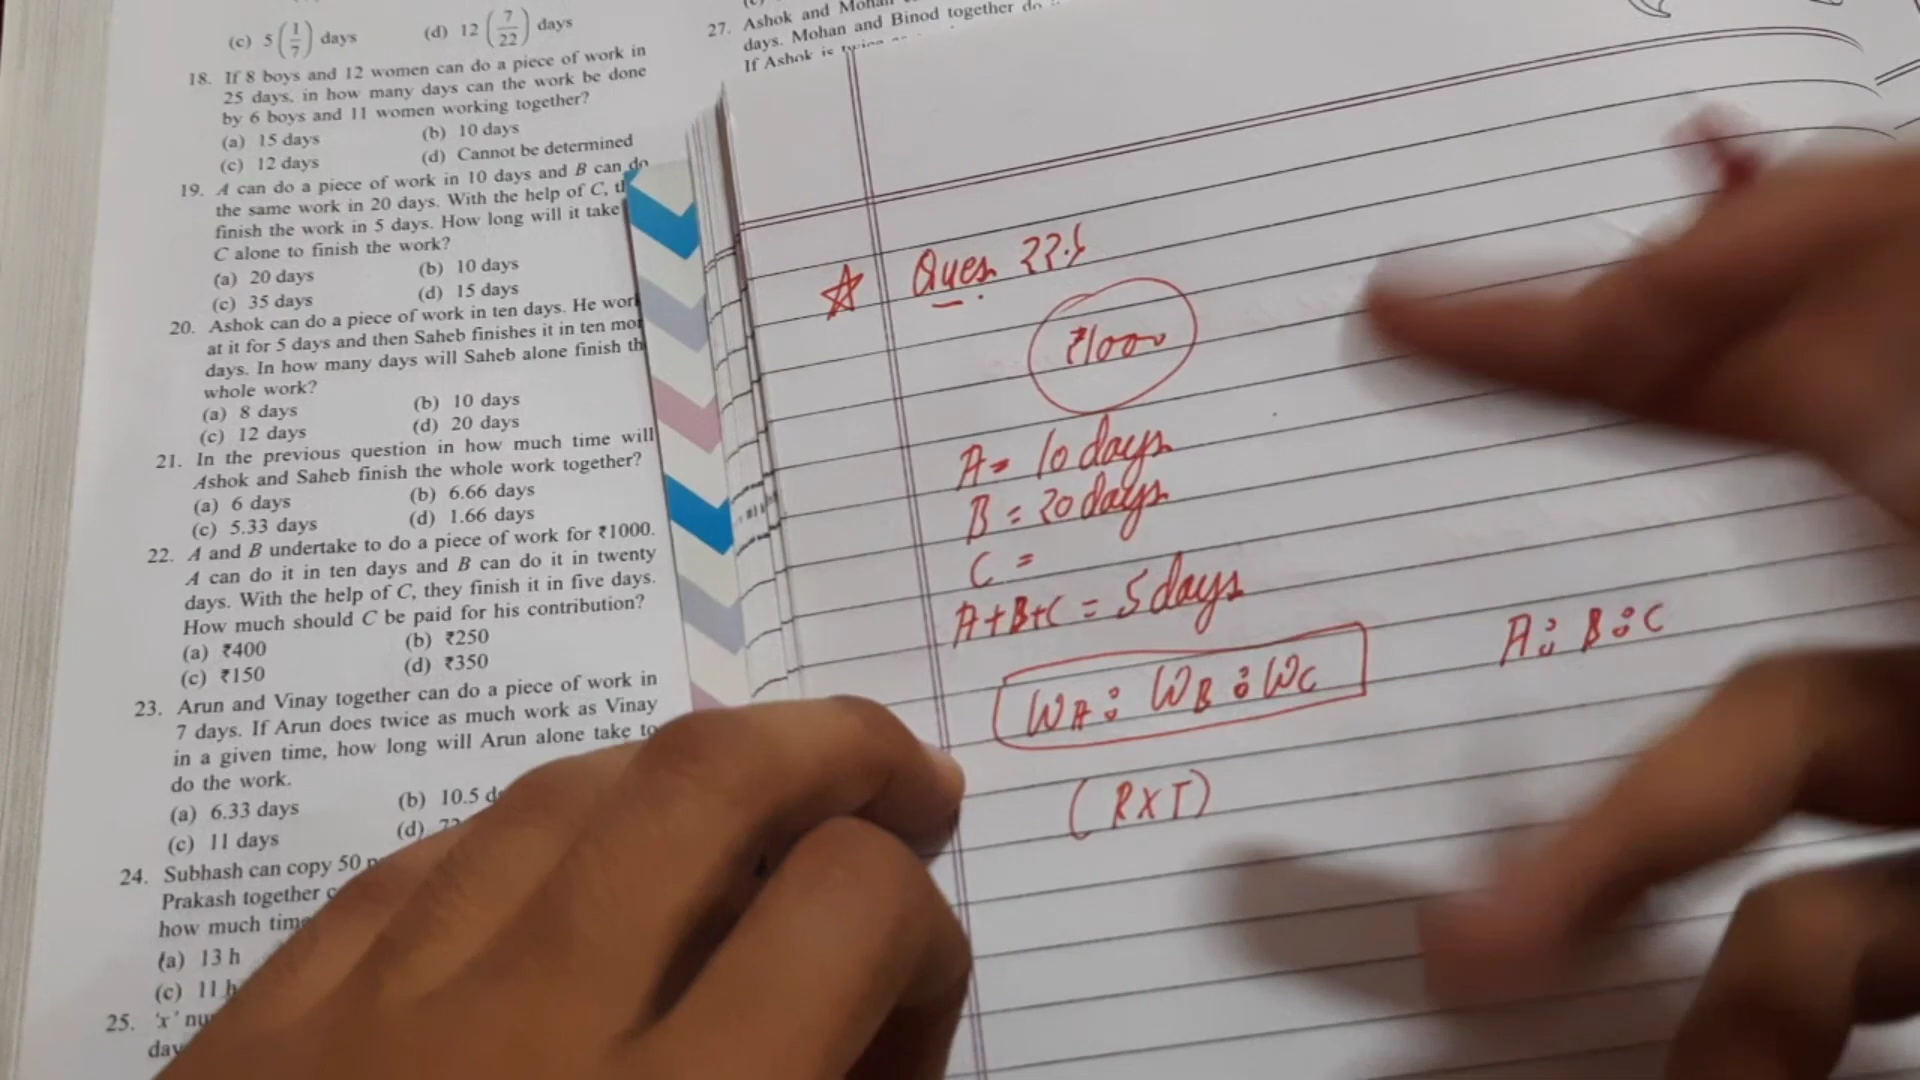 (c) 5 (1/7) days (d) 12 (7/22) days
18. If 8 boys and 12 women can do a piece of work in
25 days, in how many days can the work be done
by 6 boys and 11 women working together?
(a) 15 days (b) 10 days
(c) 12 days (d) Cannot be determined
19. A can do a piece of work in 10 days and B can do
the same work in 20 days. With the help of C,
finish the work in 5 days. How long will it take
C alone to finish the work?
(a) 20 days (b) 10 days
(c) 35 days (d) 15 days
20. Ashok can do a piece of work in ten days. He
at it for 5 days and then Saheb finishes it in ten
days. In how many days will Saheb alone finish
whole work?
(a) 8 days (b) 10 days
(c) 12 days (d) 20 days
21. In the previous question in how much time will
Ashok and Saheb finish the whole work together?
(a) 6 days (b) 6.66 days
(c) 5.33 days (d) 1.66 days
22. A and B undertake to do a piece of work for ₹1000.
A can do it in ten days and B can do it in twenty
days. With the help of C, they finish it in five days.
How much should C be paid for his contribution?
(a) ₹400 (b) ₹250
(c) ₹150 (d) ₹350
23. Arun and Vinay together can do a piece of work in
7 days. If Arun does twice as much work as Vinay
in a given time, how long will Arun alone take to
do the work.
(a) 6.33 days (b) 10.5
(c) 11 days (d)
24. Subhash can copy 50
Prakash together
how much
(a) 13 h
(c) 11 h
25. 'x'
27. Ashok and
days. Mohan and Binod together
If Ashok is
Ques. 22.
₹1000
A = 10 days
B = 20 days
C =
A+B+C = 5 days
WA : WB : WC
A : B : C
(R×T)